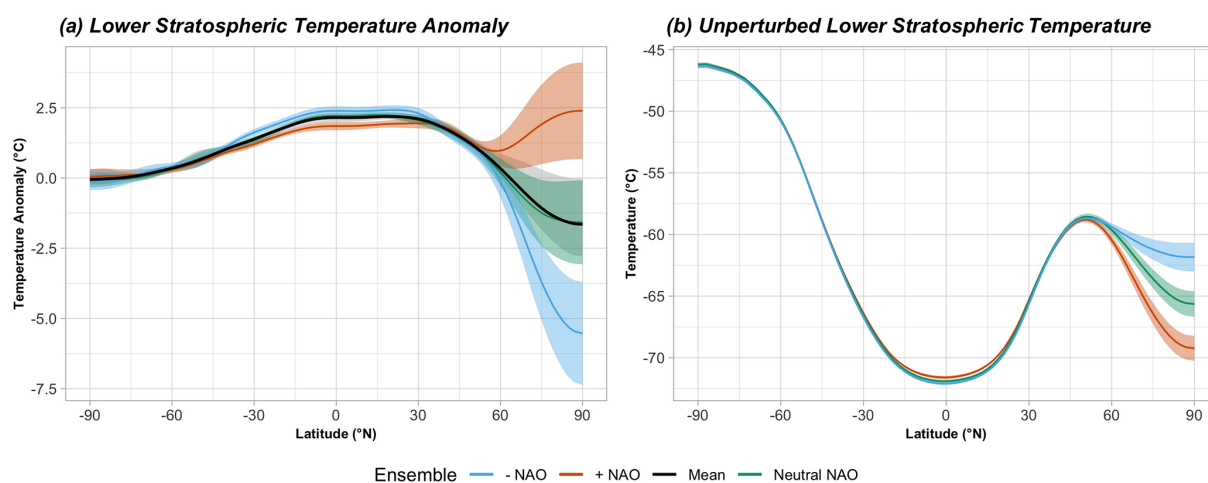 (a) Lower Stratospheric Temperature Anomaly
Temperature Anomaly (°C)
2.5
0.0
-2.5
-5.0
-7.5
-90 -60 -30 0 30 60 90
Latitude (°N)
(b) Unperturbed Lower Stratospheric Temperature
Temperature (°C)
-45
-50
-55
-60
-65
-70
-90 -60 -30 0 30 60 90
Latitude (°N)
Ensemble - NAO + NAO Mean Neutral NAO